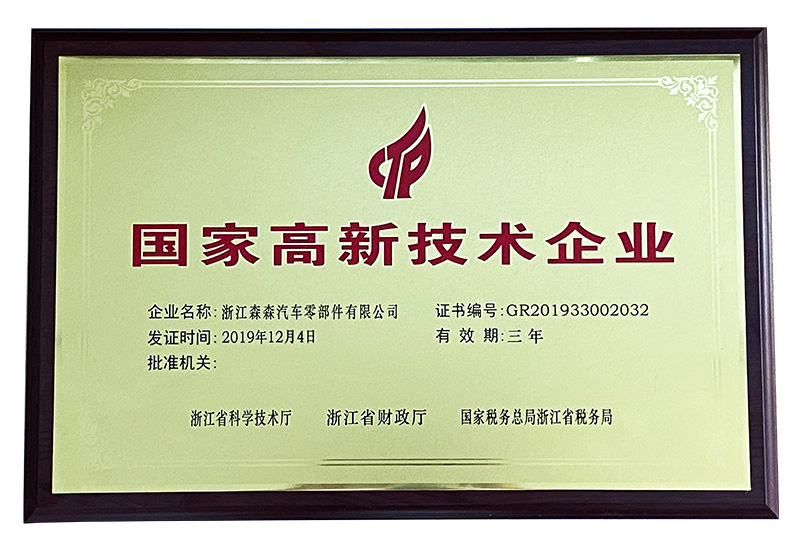 CTP
国家高新技术企业
企业名称:浙江森森汽车零部件有限公司 证书编号:GR201933002032
发证时间:2019年12月4日 有效期:三年
批准机关:
浙江省科学技术厅 浙江省财政厅 国家税务总局浙江省税务局